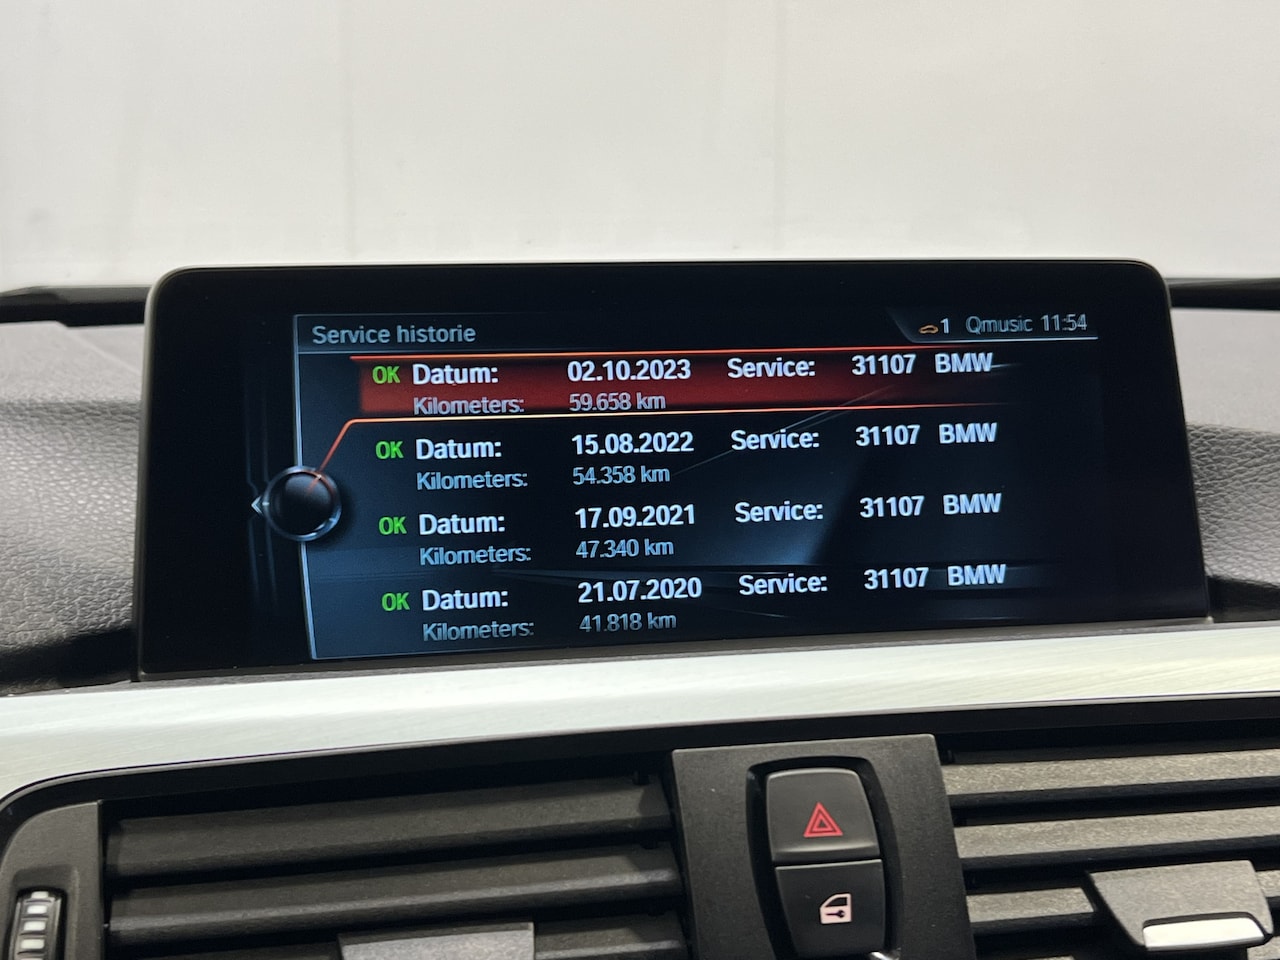 Service historie
1 Qmusic 11:54
OK Datum: 02.10.2023 Service: 31107 BMW
Kilometers: 59.658 km
OK Datum: 15.08.2022 Service: 31107 BMW
Kilometers: 54.358 km
OK Datum: 17.09.2021 Service: 31107 BMW
Kilometers: 47.340 km
OK Datum: 21.07.2020 Service: 31107 BMW
Kilometers: 41.818 km